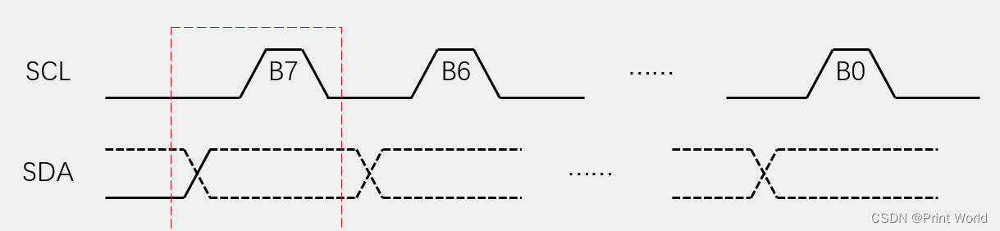 SCL B7 B6 …… B0
SDA ……
CSDN @Print World